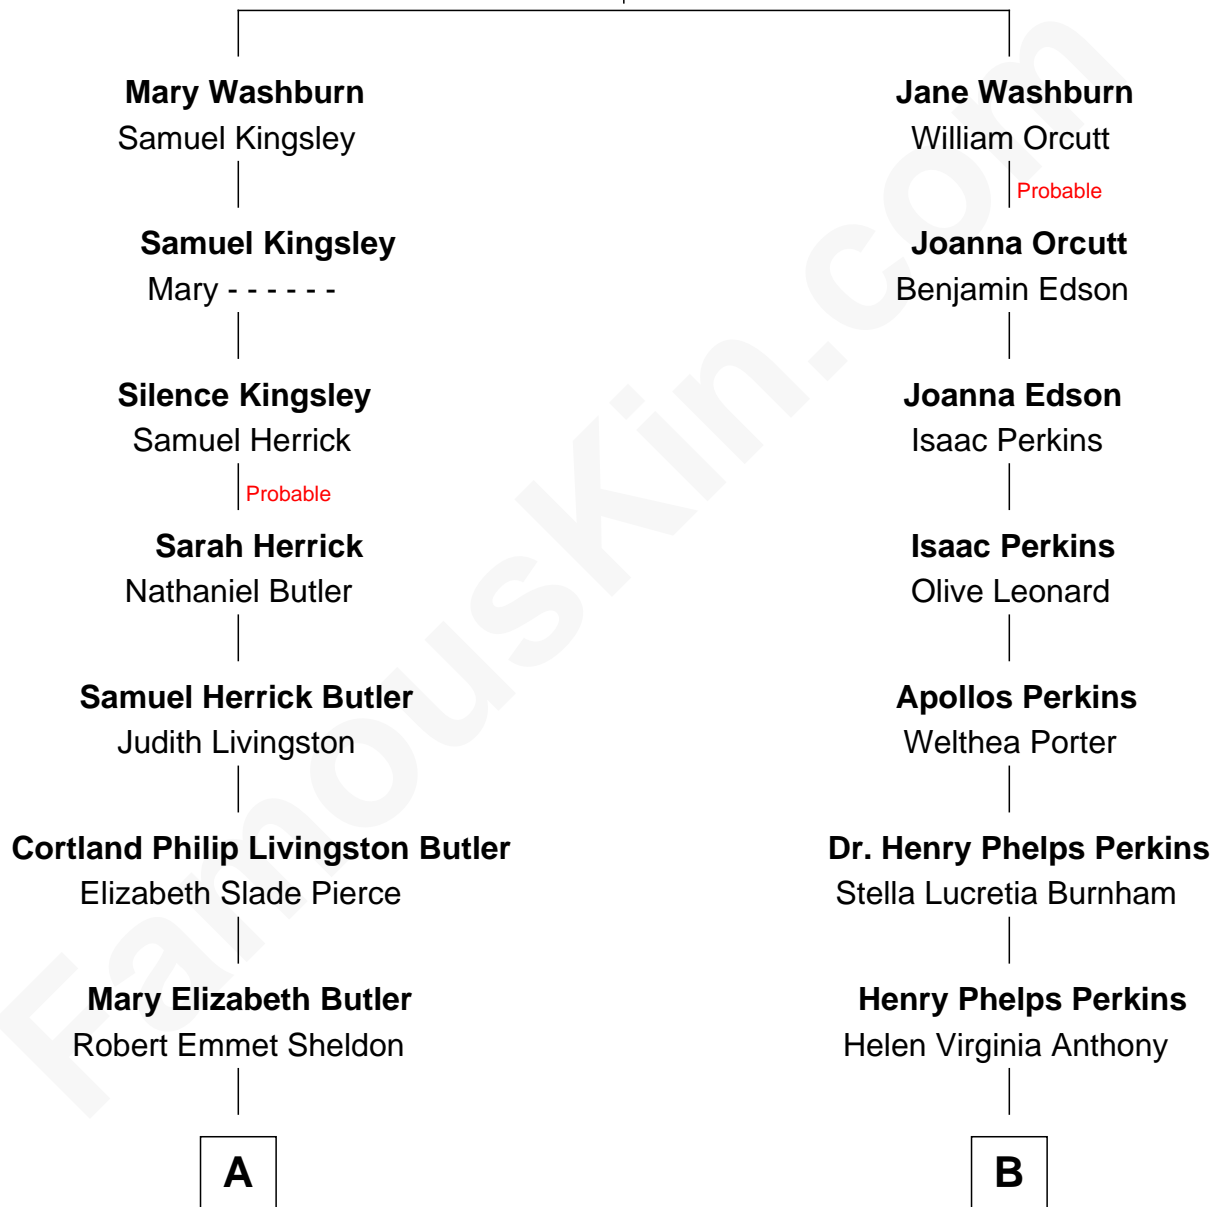 Mary Washburn
Samuel Kingsley
Samuel Kingsley
Mary - - - - - -
Silence Kingsley
Samuel Herrick
Probable
Sarah Herrick
Nathaniel Butler
Samuel Herrick Butler
Judith Livingston
Cortland Philip Livingston Butler
Elizabeth Slade Pierce
Mary Elizabeth Butler
Robert Emmet Sheldon
A
Jane Washburn
William Orcutt
Probable
Joanna Orcutt
Benjamin Edson
Joanna Edson
Isaac Perkins
Isaac Perkins
Olive Leonard
Apollos Perkins
Welthea Porter
Dr. Henry Phelps Perkins
Stella Lucretia Burnham
Henry Phelps Perkins
Helen Virginia Anthony
B
FamousKin.com